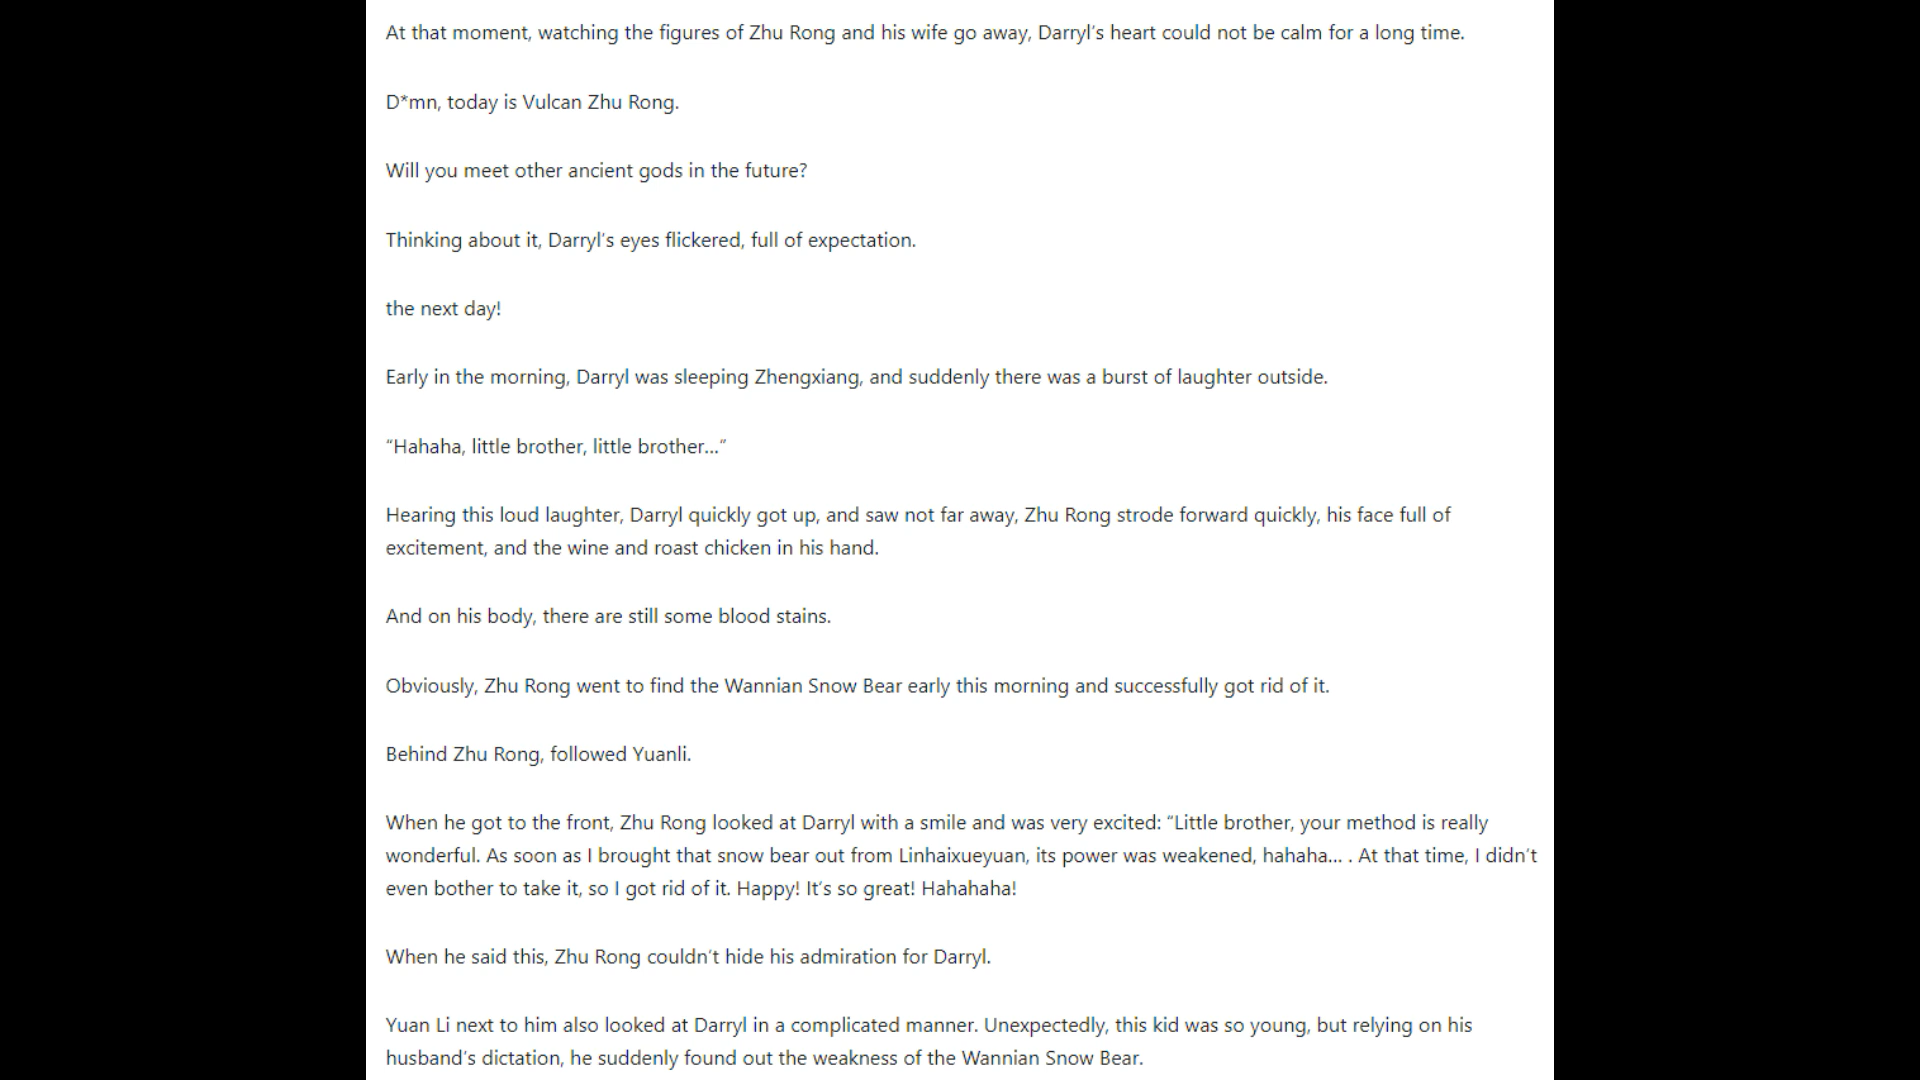 At that moment, watching the figures of Zhu Rong and his wife go away, Darryl’s heart could not be calm for a long time.
D*mn, today is Vulcan Zhu Rong.
Will you meet other ancient gods in the future?
Thinking about it, Darryl’s eyes flickered, full of expectation.
the next day!
Early in the morning, Darryl was sleeping Zhengxiang, and suddenly there was a burst of laughter outside.
“Hahaha, little brother, little brother…”
Hearing this loud laughter, Darryl quickly got up, and saw not far away, Zhu Rong strode forward quickly, his face full of
excitement, and the wine and roast chicken in his hand.
And on his body, there are still some blood stains.
Obviously, Zhu Rong went to find the Wannian Snow Bear early this morning and successfully got rid of it.
Behind Zhu Rong, followed Yuanli.
When he got to the front, Zhu Rong looked at Darryl with a smile and was very excited: “Little brother, your method is really
wonderful. As soon as I brought that snow bear out from Linhaixueyuan, its power was weakened, hahaha… . At that time, I didn’t
even bother to take it, so I got rid of it. Happy! It’s so great! Hahahaha!
When he said this, Zhu Rong couldn’t hide his admiration for Darryl.
Yuan Li next to him also looked at Darryl in a complicated manner. Unexpectedly, this kid was so young, but relying on his
husband’s dictation, he suddenly found out the weakness of the Wannian Snow Bear.